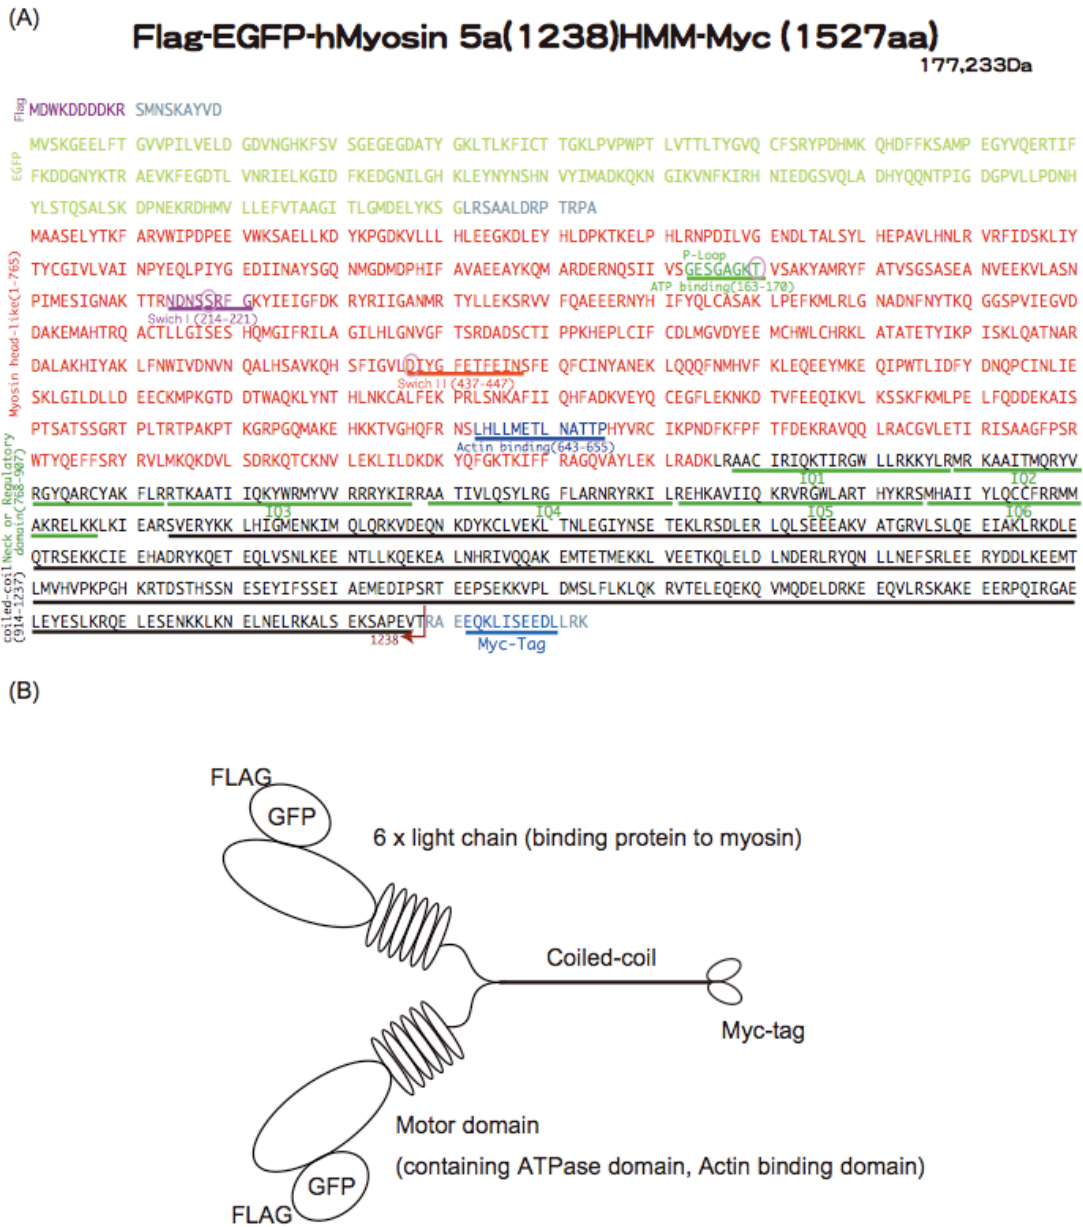 (A)
Flag-EGFP-hMyosin 5a(1238)HMM-Myc (1527aa)
177,233Da
Flag
MDWKDDDDKR SMNSKAYVD
EGFP
MVSKGEELFT GVVPILVELD GDVNGHKFSV SGEGEGDATY GKLTLKFICT TGKLPVPWPT LVTTLTYGVQ CFSRYPDHMK QHDFFKSAMP EGYVQERTIF
FKDDGNYKTR AEVKFEGDTL VNRIELKGID FKEDGNILGH KLEYNYNSHN VYIMADKQKN GIKVNFKIRH NIEDGSVQLA DHYQQNTPIG DGPVLLPDNH
YLSTQSALSK DPNEKRDHMV LLEFVTAAGI TLGMDELYKS GLRSAALDRP TRPA
Myosin head-like(1-765)
MAASELYTKF ARVWIPDPEE VWKSAELLKD YKPGDKVLLL HLEEGKDLEY HLDPKTKELP HLRNPDILVG ENDLTALSYL HEPAVLHNLR VRFIDSKLIY
TYCGIVLVAI NPYEQLPIYG EDIINAYSGQ NMGDMDPHIF AVAEEAYKQM ARDERNQSII VSGESGAGKT VSAKYAMRYF ATVSGSASEA NVEEKVLASN
P-Loop
ATP binding(163-170)
PIMESIGNAK TTRNDNSSRF GKYIEIGFDK RYRIIGANMR TYLLEKSRVV FQAEEERNYH IFYQLCASAK LPEFKMLRLG NADNFNYTKQ GGSPVIEGVD
Swich I (214-221)
DAKEMAHTRQ ACTLLGISES HQMGIFRILA GILHLGNVGF TSRDADSCTI PPKHEPLCIF CDLMGVDYEE MCHWLCHRKL ATATETYIKP ISKLQATNAR
DALAKHIYAK LFNWIVDNVN QALHSAVKQH SFIGVLDIYG FETFEINSFE QFCINYANEK LQQQFNMHVF KLEQEEYMKE QIPWTLIDFY DNQPCINLIE
Swich II (437-447)
SKLGILDLLD EECKMPKGTD DTWAQKLYNT HLNKCALFEK PRLSNKAFII QHFADKVEYQ CEGFLEKNKD TVFEEQIKVL KSSKFKMLPE LFQDDEKAIS
PTSATSSGRT PLTRTPAKPT KGRPGQMAKE HKKTVGHQFR NSLHLLMETL NATTPHYVRC IKPNDFKFPF TFDEKRAVQQ LRACGVLETI RISAAGFPSR
Actin binding(643-655)
WTYQEFFSRY RVLMKQKDVL SDRKQTCKNV LEKLILDKDK YQFGKTKIFF RAGQVAYLEK LRADKLRAAC IRIQKTIRGW LLRKKYLRMR KAAITMQRYV
IQ1
IQ2
Neck or Regulatory domain(768-907)
RGYQARCYAK FLRRTKAATI IQKYWRMYVV RRRYKIRRAA TIVLQSYLRG FLARNRYRKI LREHKAVIIQ KRVRGWLART HYKRSMHAII YLQCCFRRMM
IQ3
IQ4
IQ5
IQ6
AKRELKKLKI EARSVERYKK LHIGMENKIM QLQRKVDEQN KDYKCLVEKL TNLEGIYNSE TEKLRSDLER LQLSEEEAKV ATGRVLSLQE EIAKLRKDLE
coiled-coil (914-1237)
QTRSEKKCIE EHADRYKQET EQLVSNLKEE NTLLKQEKEA LNHRIVQQAK EMTETMEKKL VEETKQLELD LNDERLRYQN LLNEFSRLEE RYDDLKEEMT
LMVHVPKPGH KRTDSTHSSN ESEYIFSSEI AEMEDIPSRT EEPSEKKVPL DMSLFLKLQK RVTELEQEKQ VMQDELDRKE EQVLRSKAKE EERPQIRGAE
LEYESLKRQE LESENKKLKN ELNELRKALS EKSAPEVTRA EEQKLISEEDLLRK
1238
Myc-Tag
(B)
FLAG
GFP
6 x light chain (binding protein to myosin)
Coiled-coil
Myc-tag
Motor domain
(containing ATPase domain, Actin binding domain)
GFP
FLAG